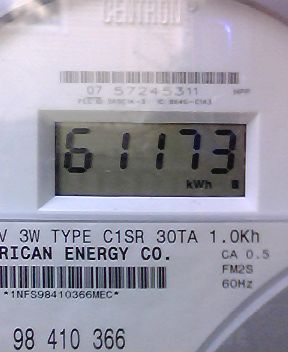 CENTRON®
07 57245311
61173
kWh
V 3W TYPE C1SR 30TA 1.0Kh
RICAN ENERGY CO.
CA 0.5
FM2S
60Hz
*1NFS98410366MEC*
98 410 366